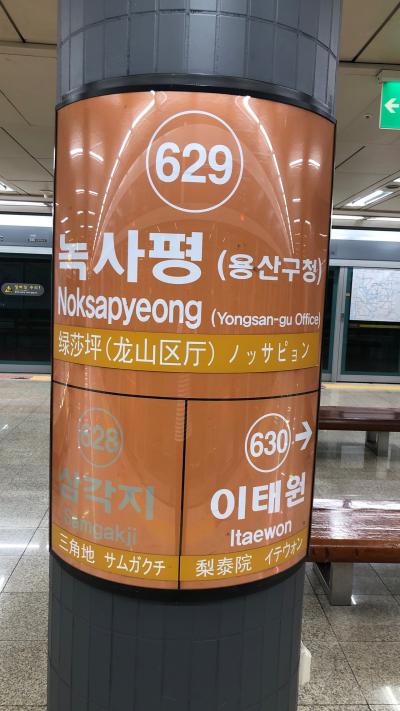 629
녹사평 (용산구청)
Noksapyeong (Yongsan-gu Office)
绿莎坪(龙山区厅) ノッサピョン
628
삼각지
Samgakji
三角地 サムガクチ
630 →
이태원
Itaewon
梨泰院 イテウォン